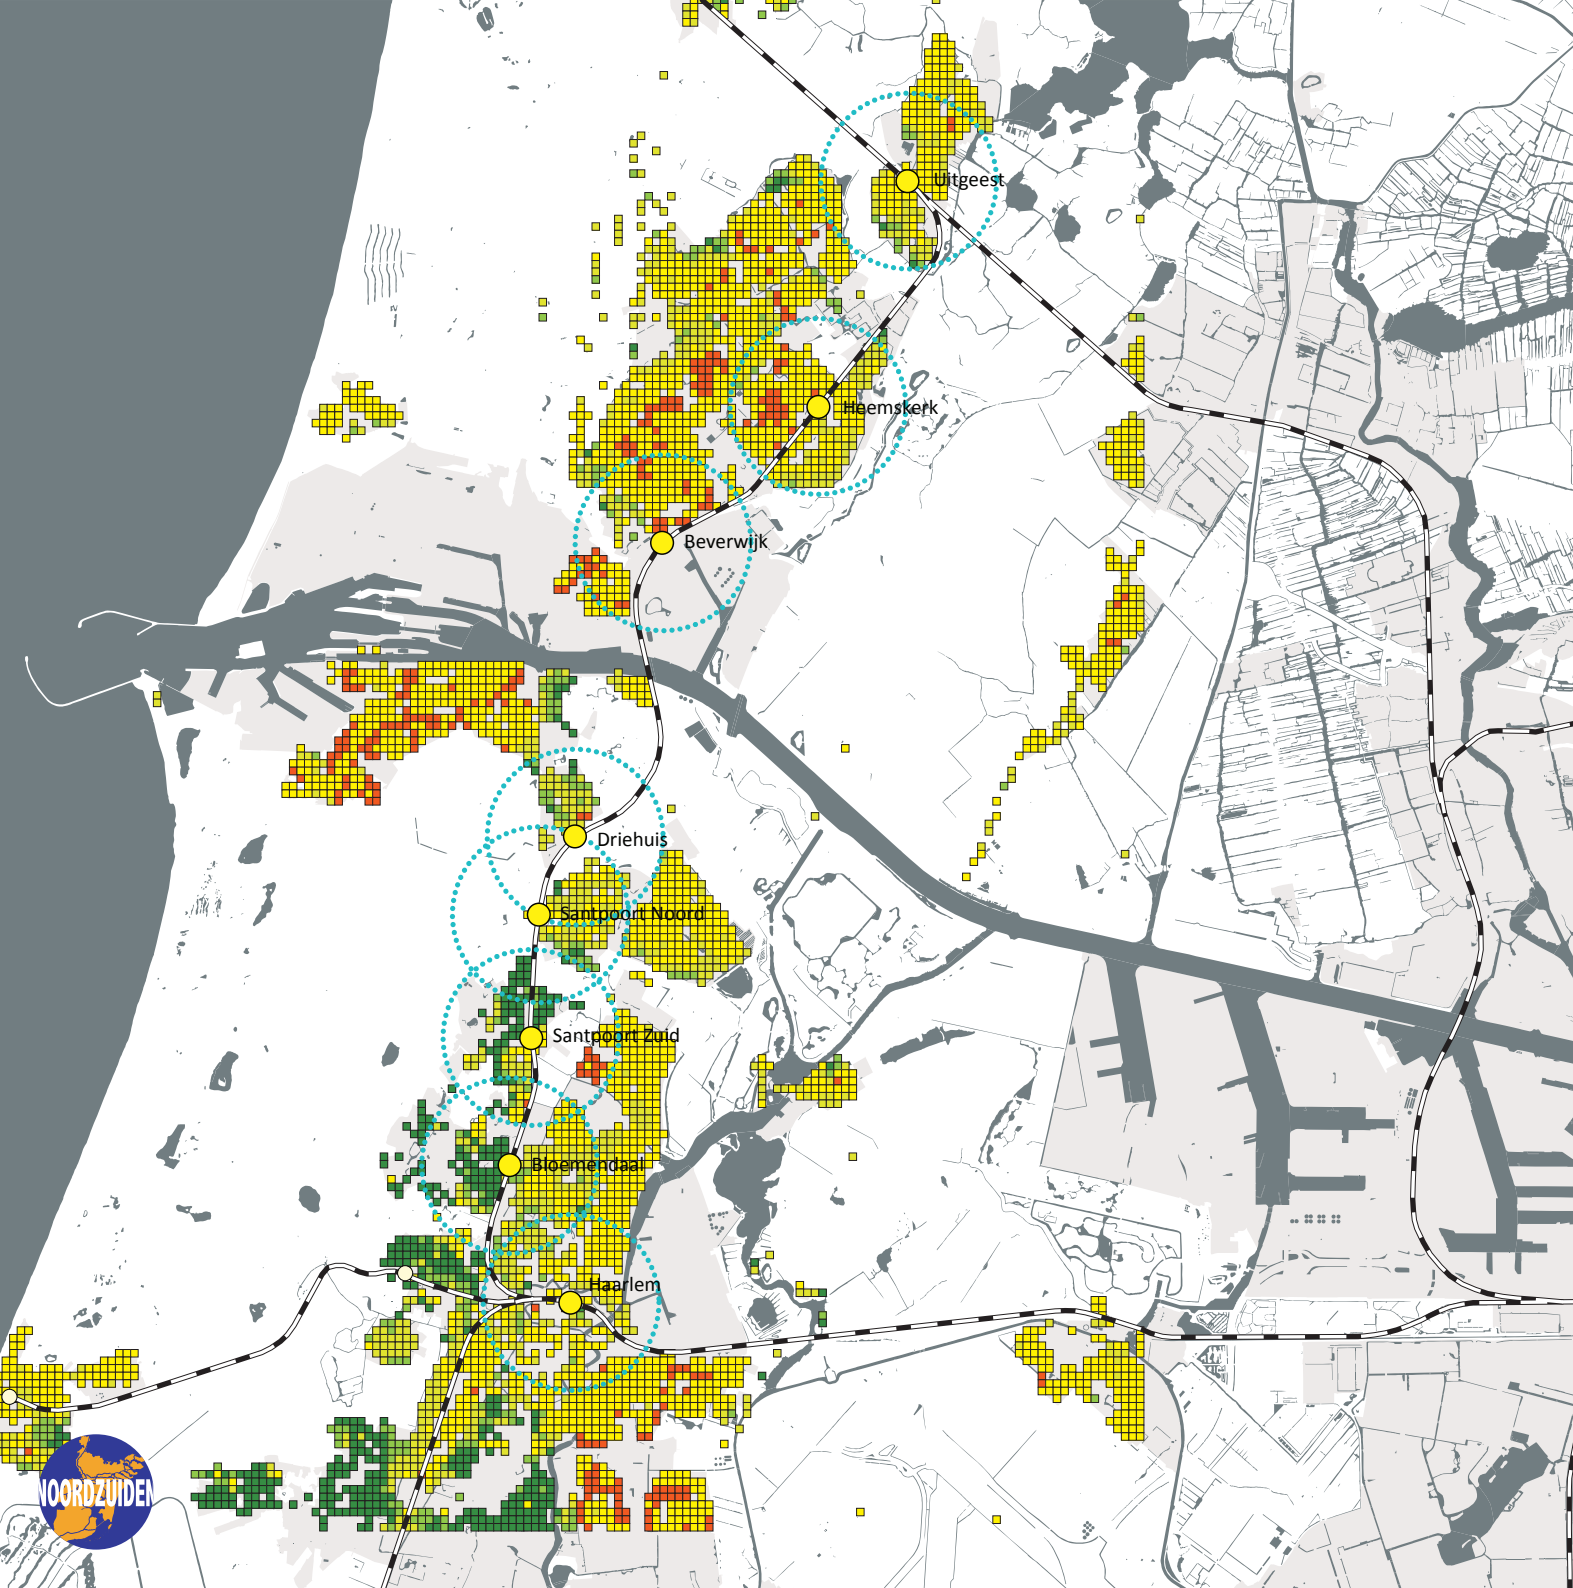 Uitgeest
Heemskerk
Beverwijk
Driehuis
Santpoort Noord
Santpoort Zuid
Bloemendaal
Haarlem
NOORDZUIDEN